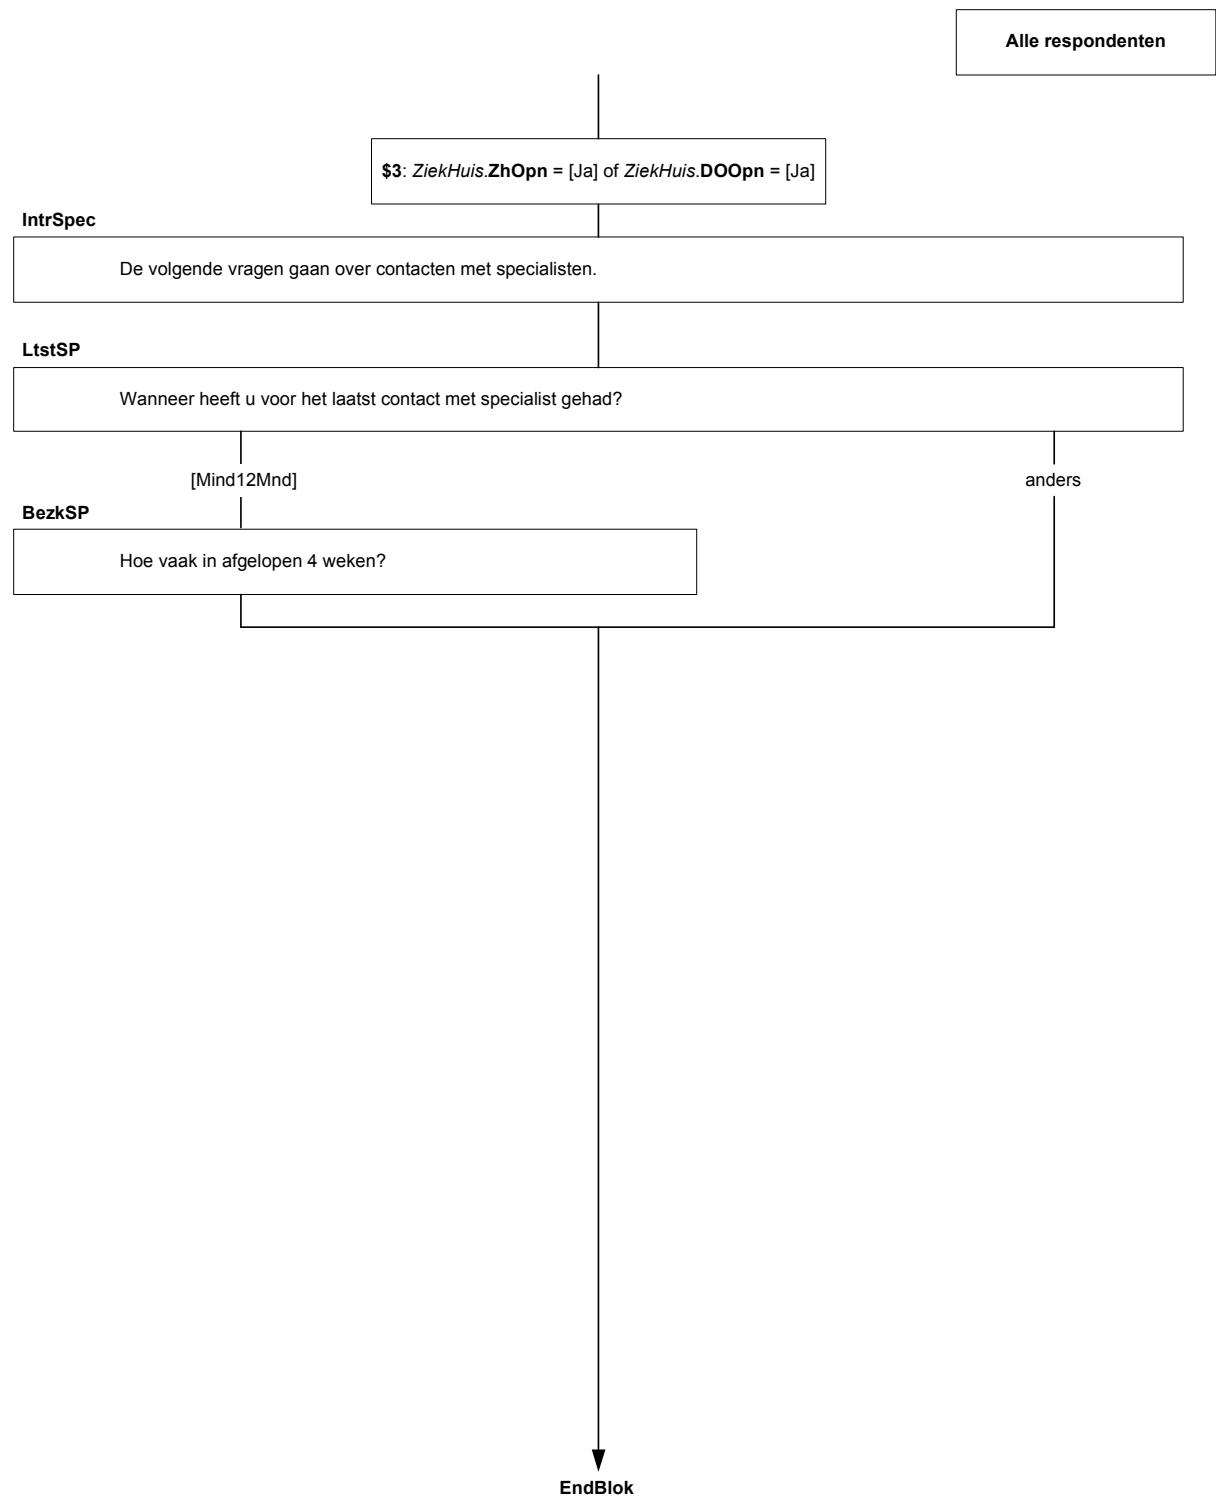 Alle respondenten
$3: ZiekHuis.ZhOpn = [Ja] of ZiekHuis.DOOpn = [Ja]
IntrSpec
De volgende vragen gaan over contacten met specialisten.
LtstSP
Wanneer heeft u voor het laatst contact met specialist gehad?
[Mind12Mnd]
anders
BezkSP
Hoe vaak in afgelopen 4 weken?
EndBlok